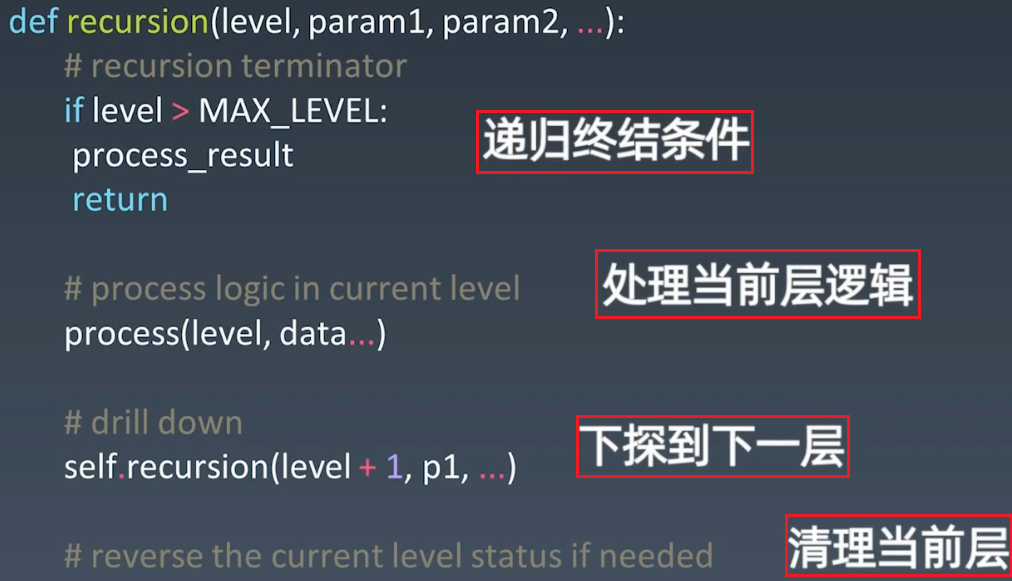 def recursion(level, param1, param2, ...):
# recursion terminator
if level > MAX_LEVEL:
process_result
递归终结条件
return
# process logic in current level
处理当前层逻辑
process(level, data...)
# drill down
下探到下一层
self.recursion(level + 1, p1, ...)
# reverse the current level status if needed
清理当前层